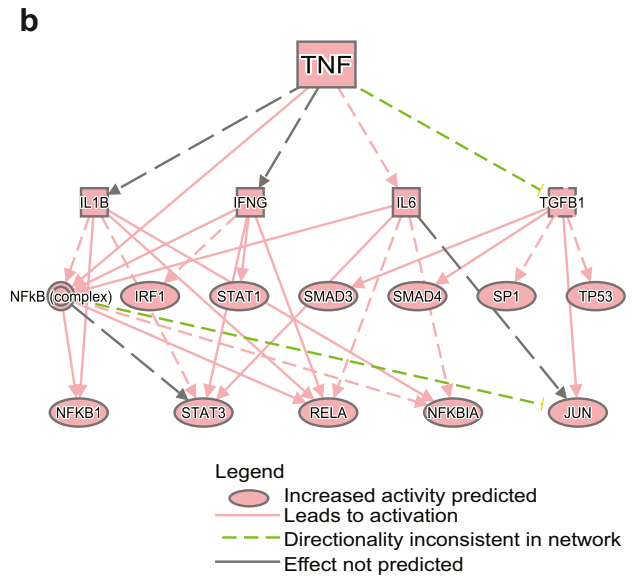 b
TNF
IL1B IFNG IL6 TGFB1
NFkB (complex) IRF1 STAT1 SMAD3 SMAD4 SP1 TP53
NFKB1 STAT3 RELA NFKBIA JUN
Legend
Increased activity predicted
Leads to activation
Directionality inconsistent in network
Effect not predicted